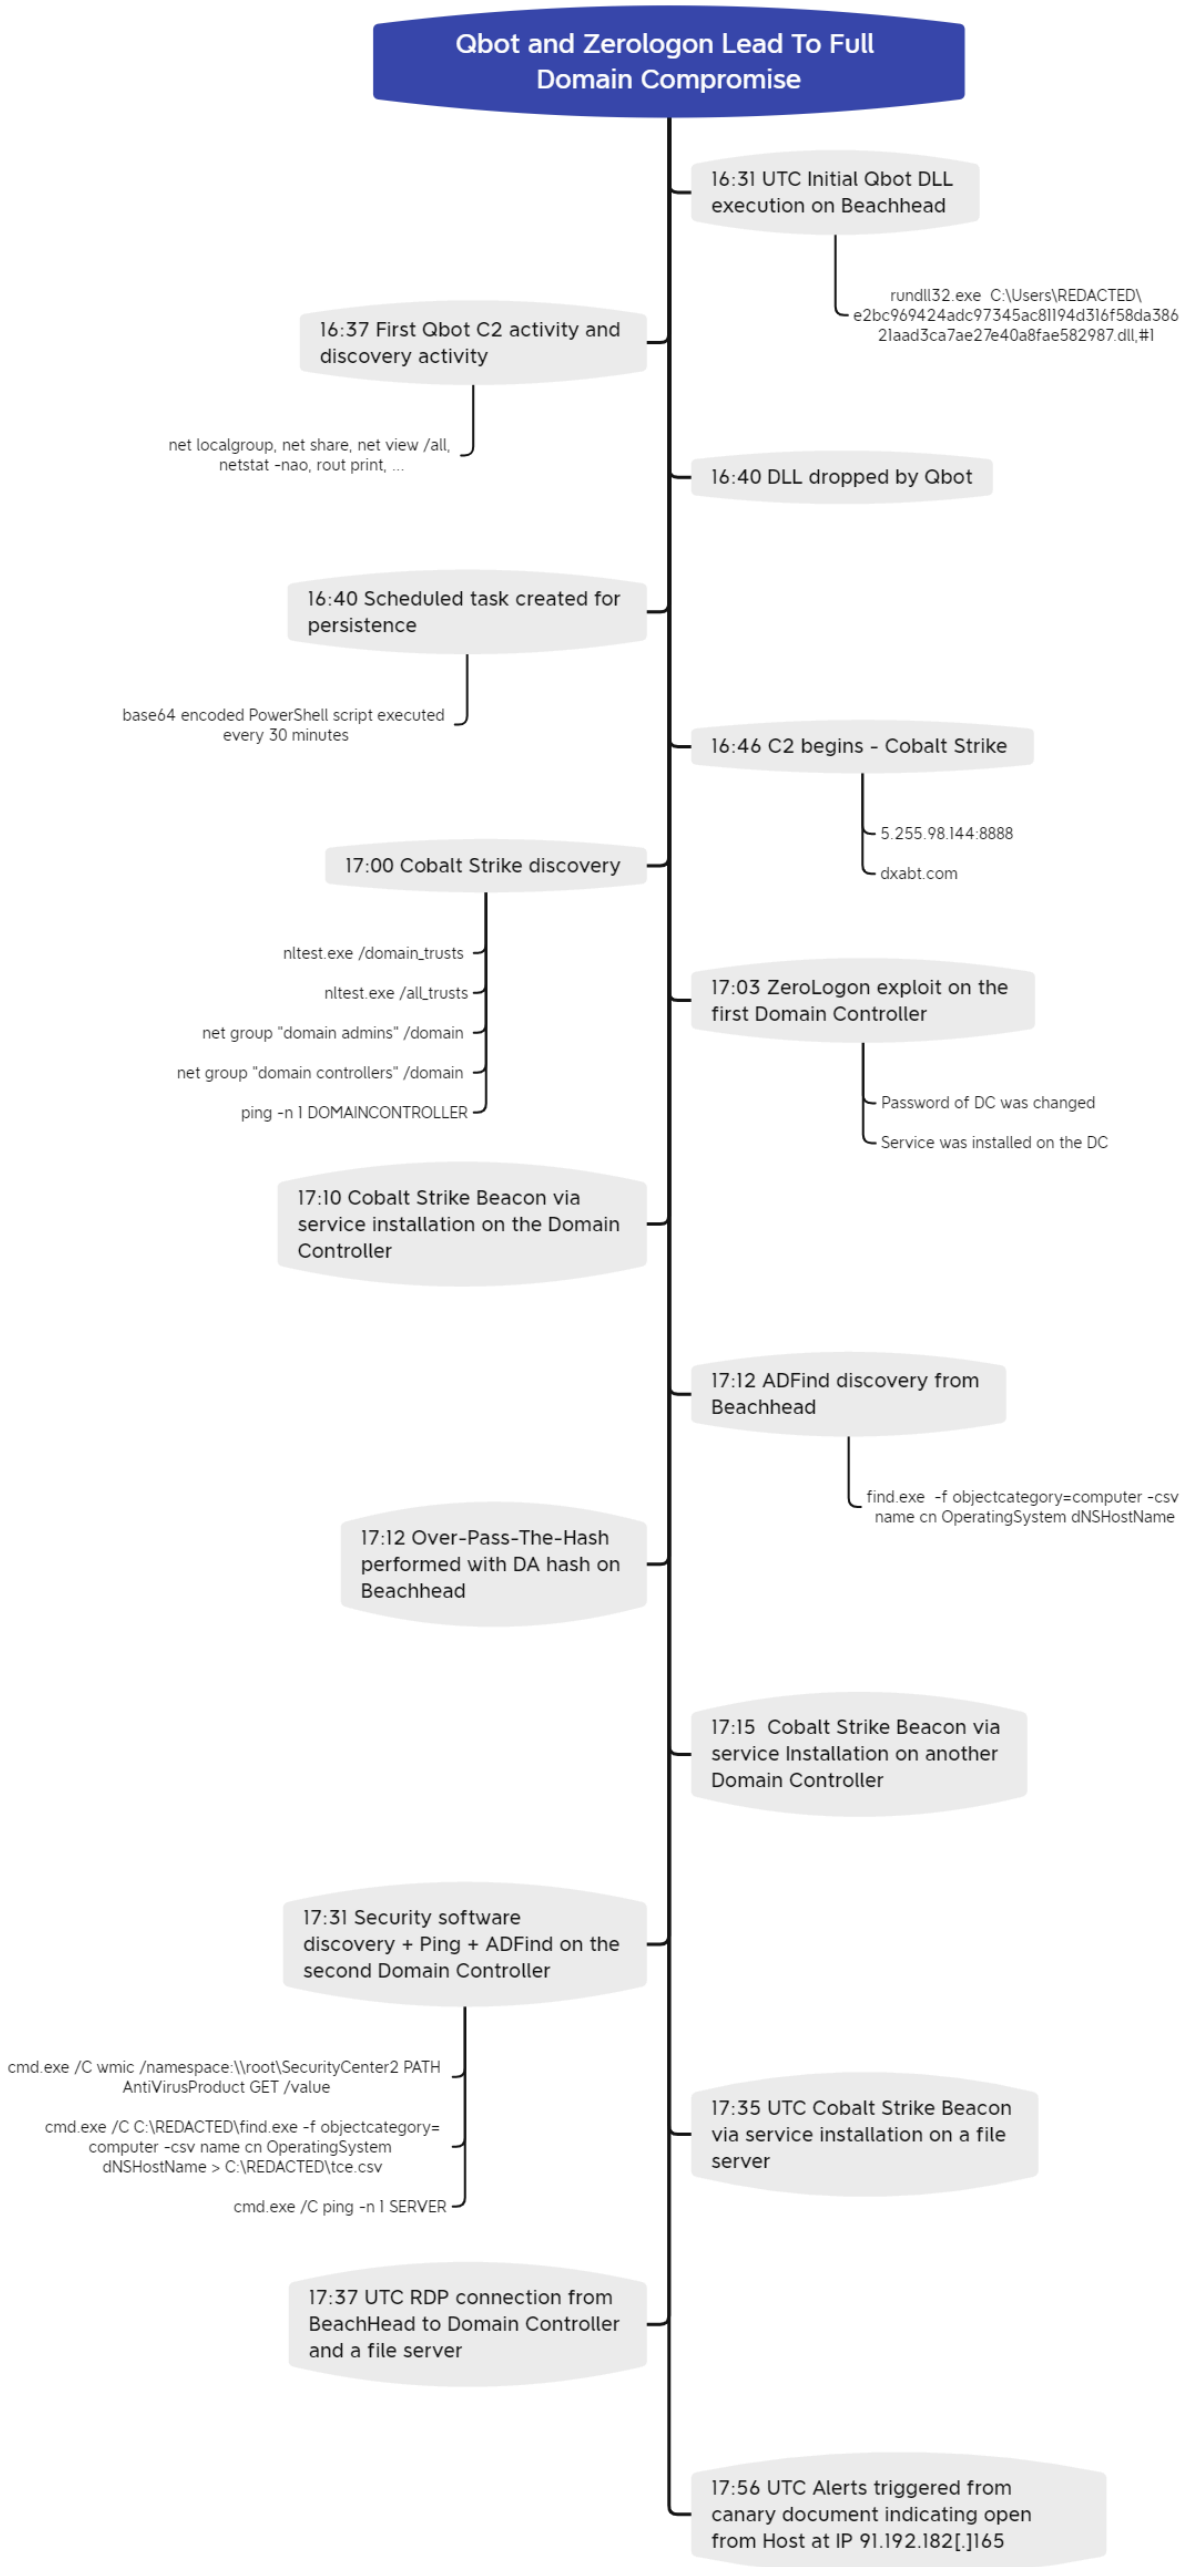 Qbot and Zerologon Lead To Full
Domain Compromise
16:31 UTC Initial Qbot DLL
execution on Beachhead
rundll32.exe  C:\Users\REDACTED\
e2bc969424adc97345ac81194d316f58da386
21aad3ca7ae27e40a8fae582987.dll,#1
16:37 First Qbot C2 activity and
discovery activity
net localgroup, net share, net view /all,
netstat -nao, rout print, ...
16:40 DLL dropped by Qbot
16:40 Scheduled task created for
persistence
base64 encoded PowerShell script executed
every 30 minutes
16:46 C2 begins - Cobalt Strike
5.255.98.144:8888
dxabt.com
17:00 Cobalt Strike discovery
nltest.exe /domain_trusts
nltest.exe /all_trusts
net group "domain admins" /domain
net group "domain controllers" /domain
ping -n 1 DOMAINCONTROLLER
17:03 ZeroLogon exploit on the
first Domain Controller
Password of DC was changed
Service was installed on the DC
17:10 Cobalt Strike Beacon via
service installation on the Domain
Controller
17:12 ADFind discovery from
Beachhead
find.exe  -f objectcategory=computer -csv
name cn OperatingSystem dNSHostName
17:12 Over-Pass-The-Hash
performed with DA hash on
Beachhead
17:15  Cobalt Strike Beacon via
service Installation on another
Domain Controller
17:31 Security software
discovery + Ping + ADFind on the
second Domain Controller
cmd.exe /C wmic /namespace:\\root\SecurityCenter2 PATH
AntiVirusProduct GET /value
cmd.exe /C C:\REDACTED\find.exe -f objectcategory=
computer -csv name cn OperatingSystem
dNSHostName > C:\REDACTED\tce.csv
cmd.exe /C ping -n 1 SERVER
17:35 UTC Cobalt Strike Beacon
via service installation on a file
server
17:37 UTC RDP connection from
BeachHead to Domain Controller
and a file server
17:56 UTC Alerts triggered from
canary document indicating open
from Host at IP 91.192.182[.]165